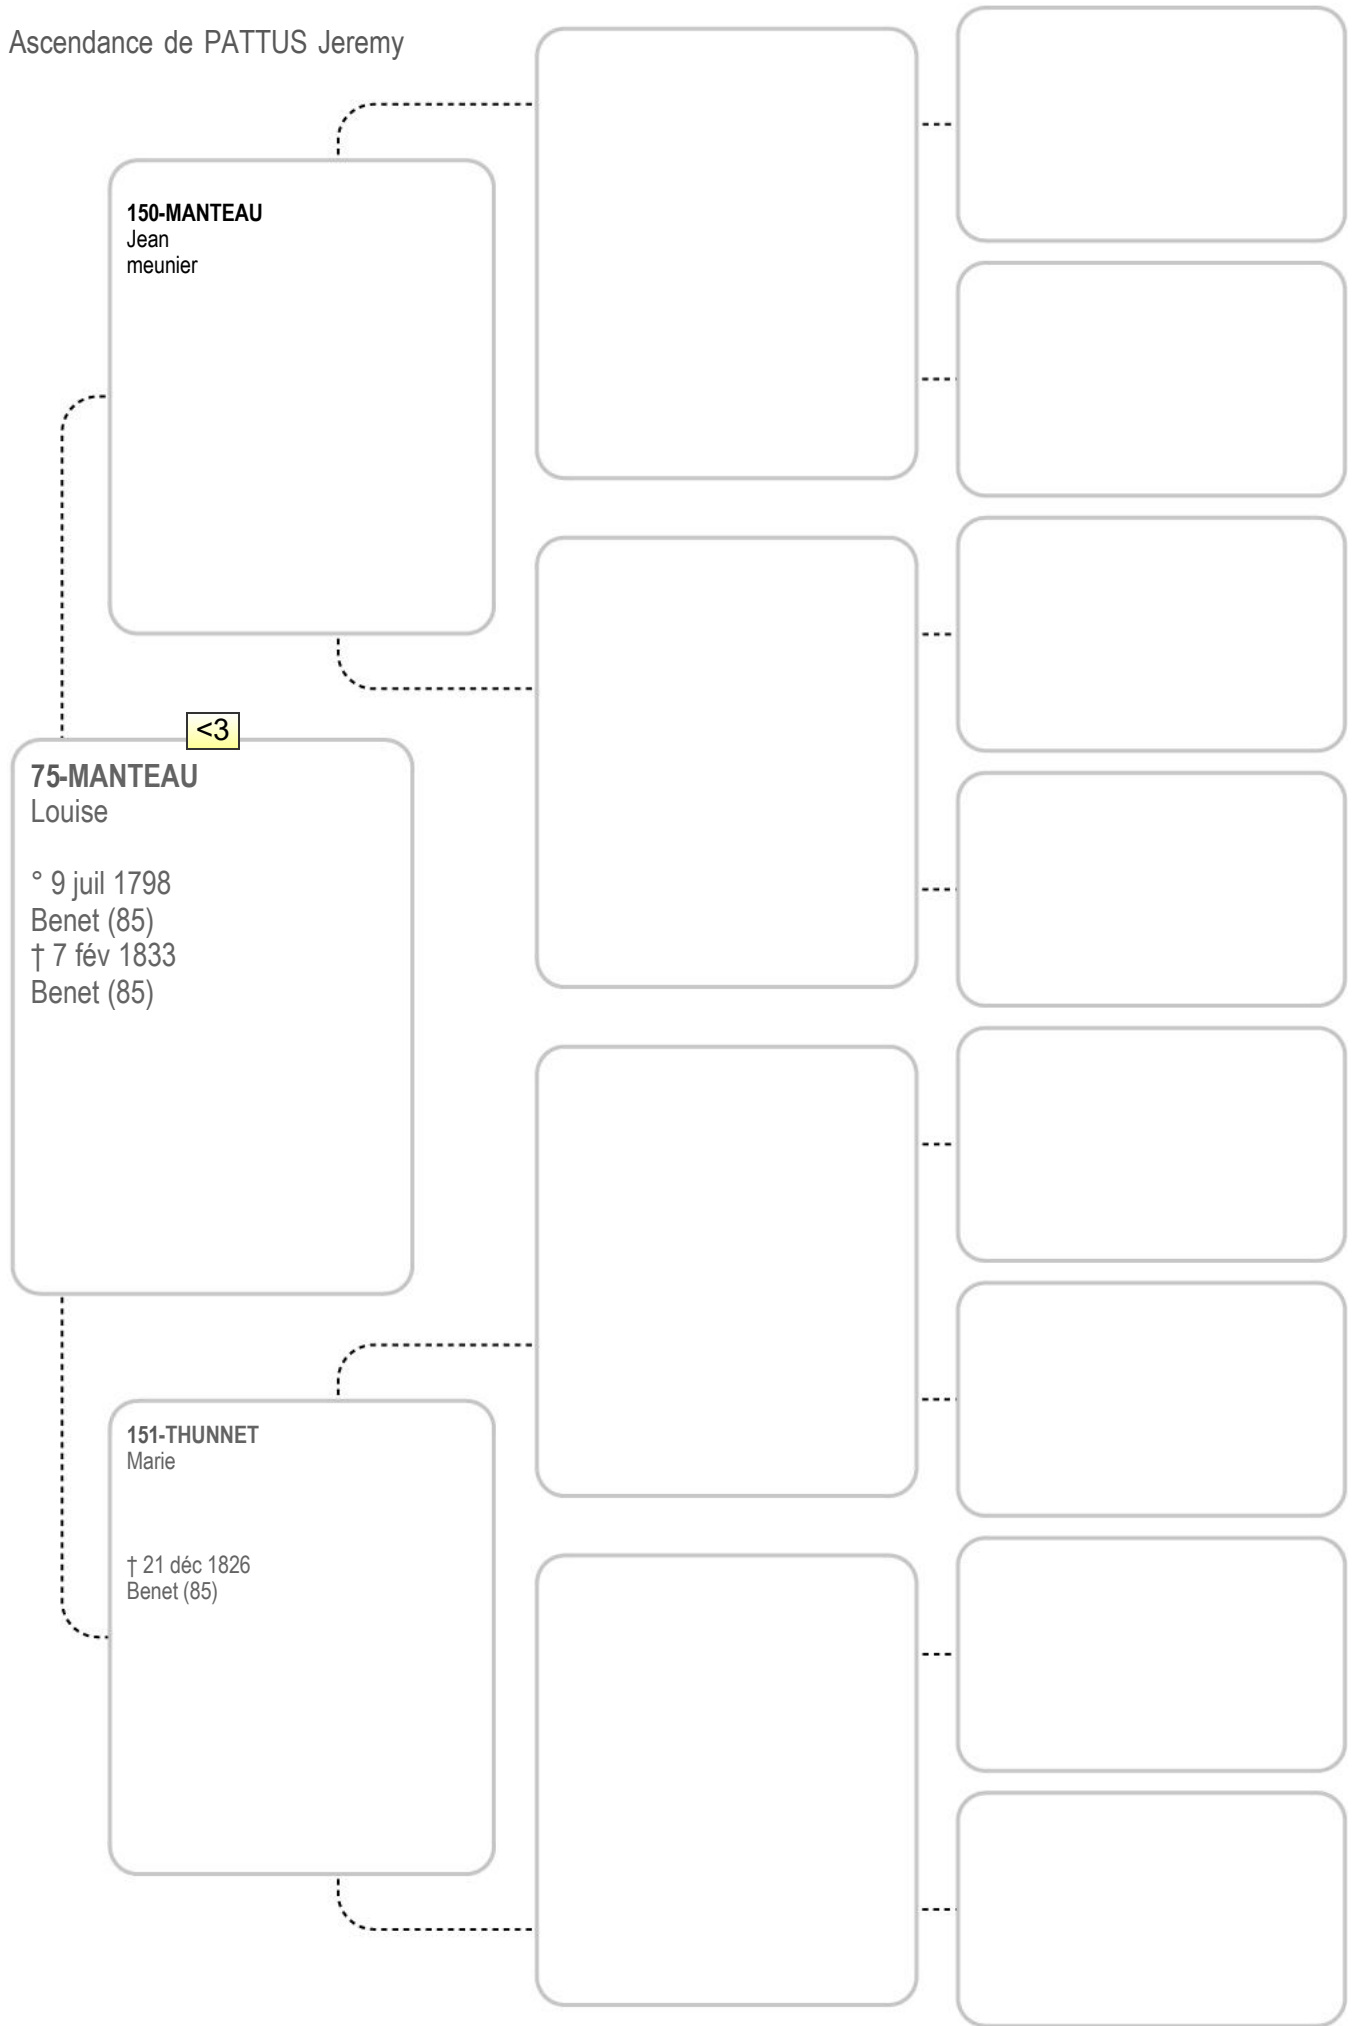 Ascendance de PATTUS Jeremy
150-MANTEAU
Jean
meunier
<3
75-MANTEAU
Louise
° 9 juil 1798
Benet (85)
† 7 fév 1833
Benet (85)
151-THUNNET
Marie
† 21 déc 1826
Benet (85)